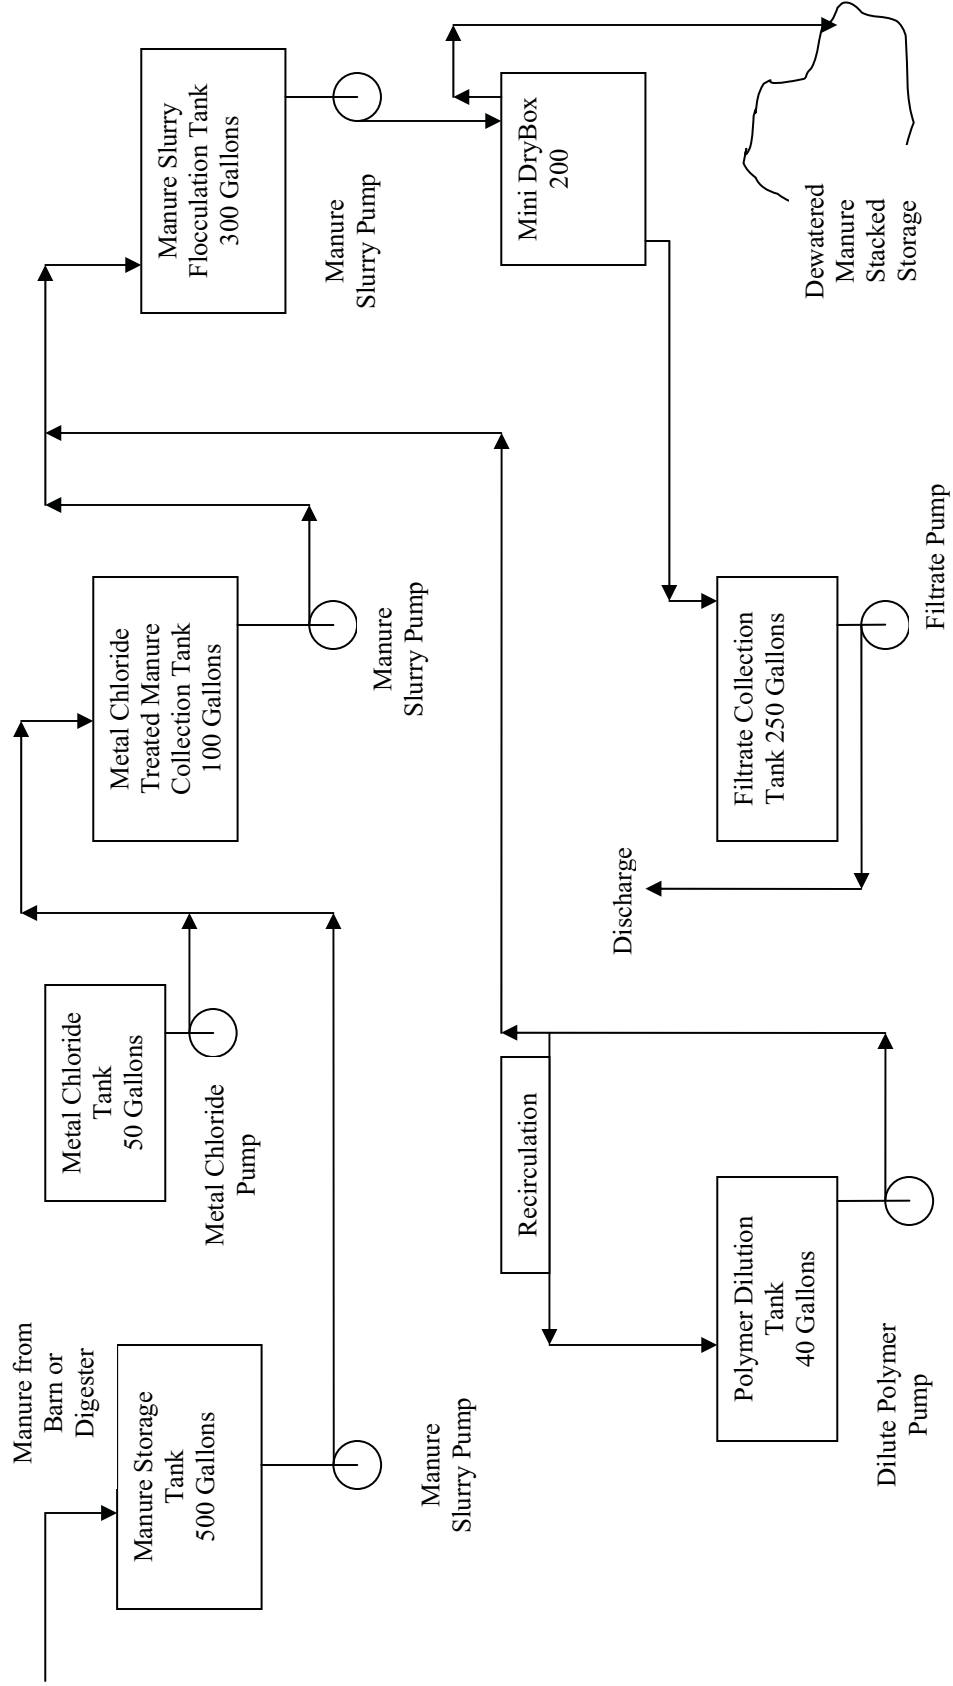 Manure from
Barn or
Digester
Manure Storage
Tank
500 Gallons
Manure
Slurry Pump
Metal Chloride
Tank
50 Gallons
Metal Chloride
Pump
Metal Chloride
Treated Manure
Collection Tank
100 Gallons
Manure
Slurry Pump
Manure Slurry
Flocculation Tank
300 Gallons
Manure
Slurry Pump
Recirculation
Polymer Dilution
Tank
40 Gallons
Dilute Polymer
Pump
Discharge
Filtrate Collection
Tank 250 Gallons
Filtrate Pump
Mini DryBox
200
Dewatered
Manure
Stacked
Storage